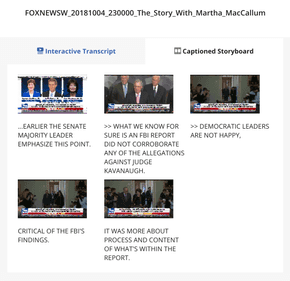 FOXNEWSW_20181004_230000_The_Story_With_Martha_MacCallum
Interactive Transcript
Captioned Storyboard
...EARLIER THE SENATE
MAJORITY LEADER
EMPHASIZE THIS POINT.
>> WHAT WE KNOW FOR
SURE IS AN FBI REPORT
DID NOT CORROBORATE
ANY OF THE ALLEGATIONS
AGAINST JUDGE
KAVANAUGH.
>> DEMOCRATIC LEADERS
ARE NOT HAPPY,
CRITICAL OF THE FBI'S
FINDINGS.
IT WAS MORE ABOUT
PROCESS AND CONTENT
OF WHAT'S WITHIN THE
REPORT.